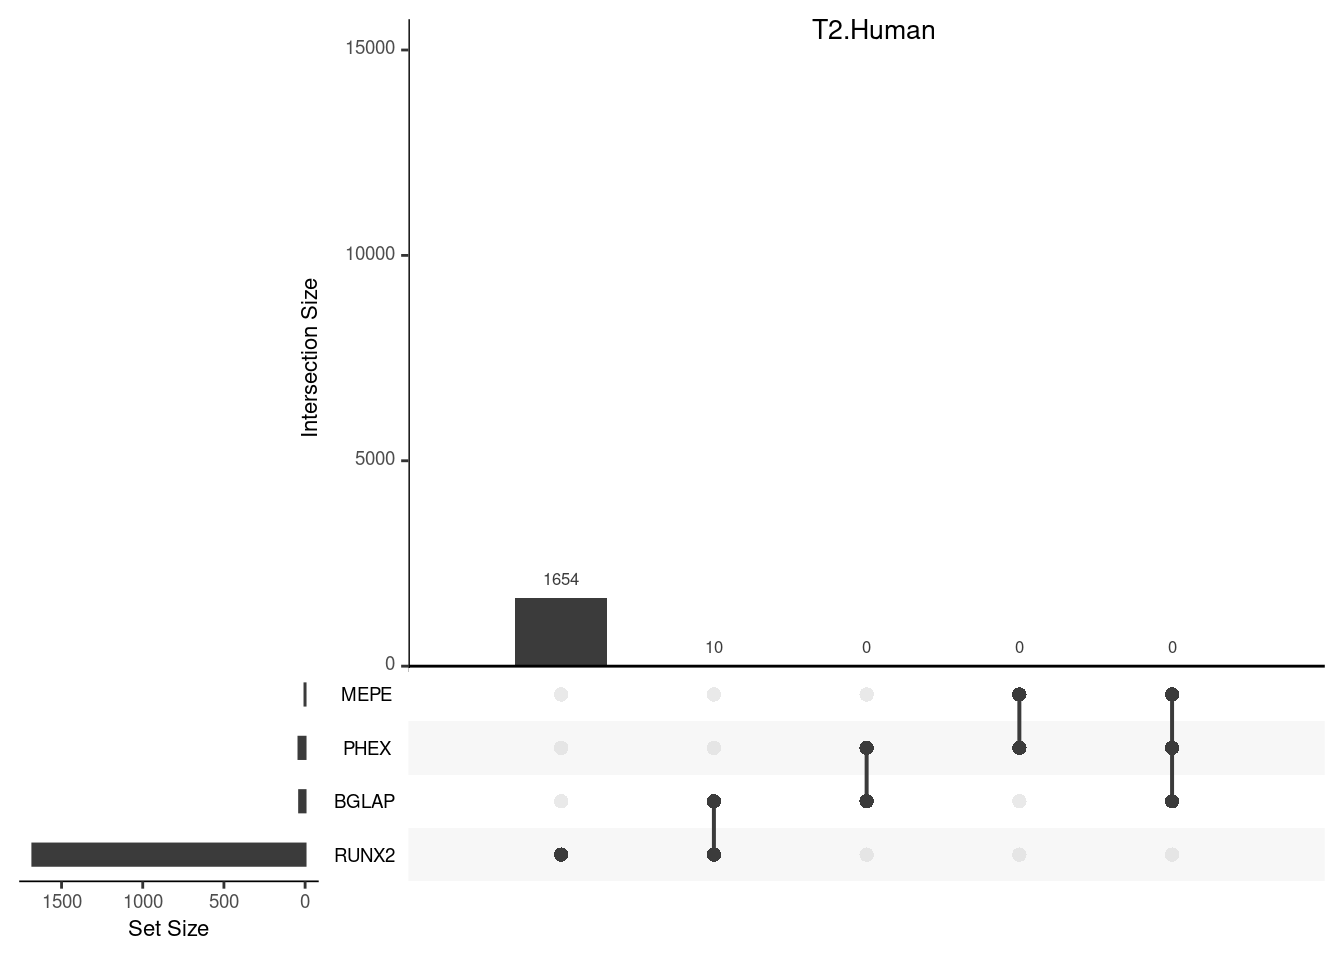 T2.Human
15000
10000
5000
0
Intersection Size
1654
10
0
0
0
MEPE
PHEX
BGLAP
RUNX2
1500
1000
500
0
Set Size